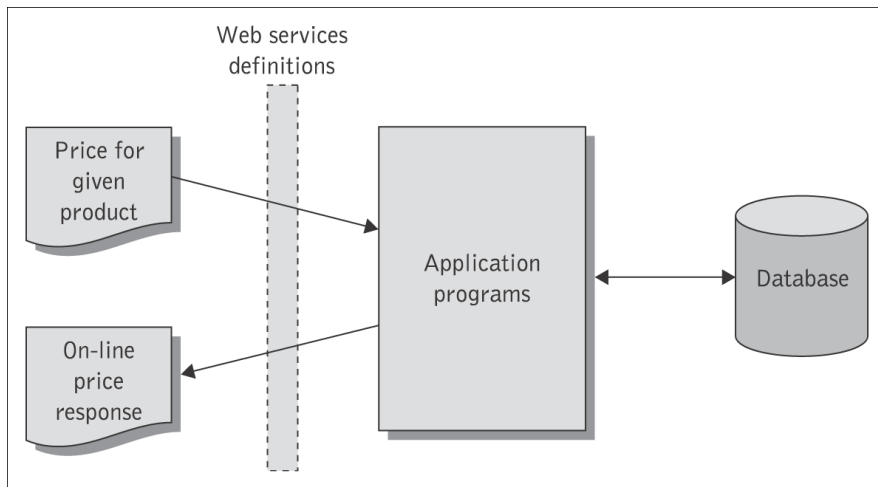 Web services
definitions
Price for
given
product
Application
programs
Database
On-line
price
response